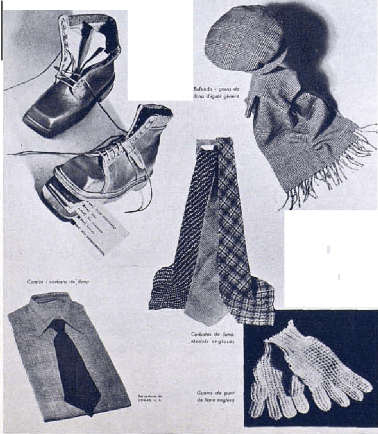 Bufanda i gorra de
llana d'igual gènere
Camisa i corbata de llana
Corbates de llana.
Models anglesos
Guants de punt
de llana anglesa